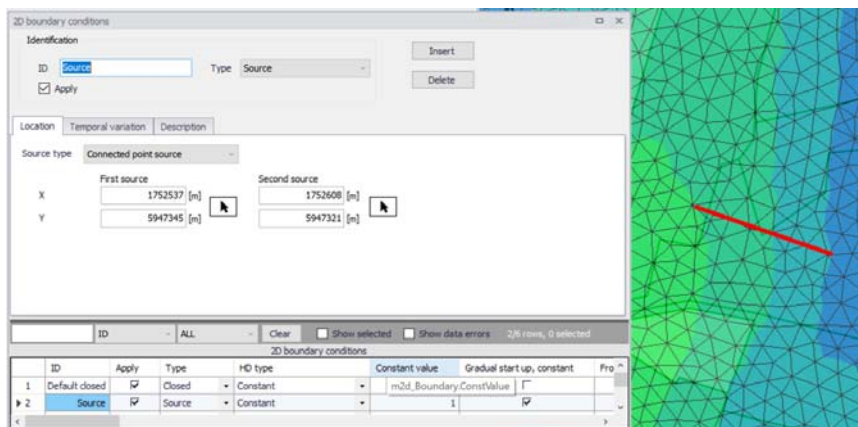 2D boundary conditions
Identification
ID Source Type Source Insert
Apply Delete
Location Temporal variation Description
Source type Connected point source
First source Second source
X 1752537 [m] 1752608 [m]
Y 5947345 [m] 5947321 [m]
ID ALL Clear Show selected Show data errors 2/6 rows, 0 selected
2D boundary conditions
ID Apply Type HD type Constant value Gradual start up, constant Fro
1 Default closed Closed Constant m2d_Boundary.ConstValue
2 Source Source Constant 1